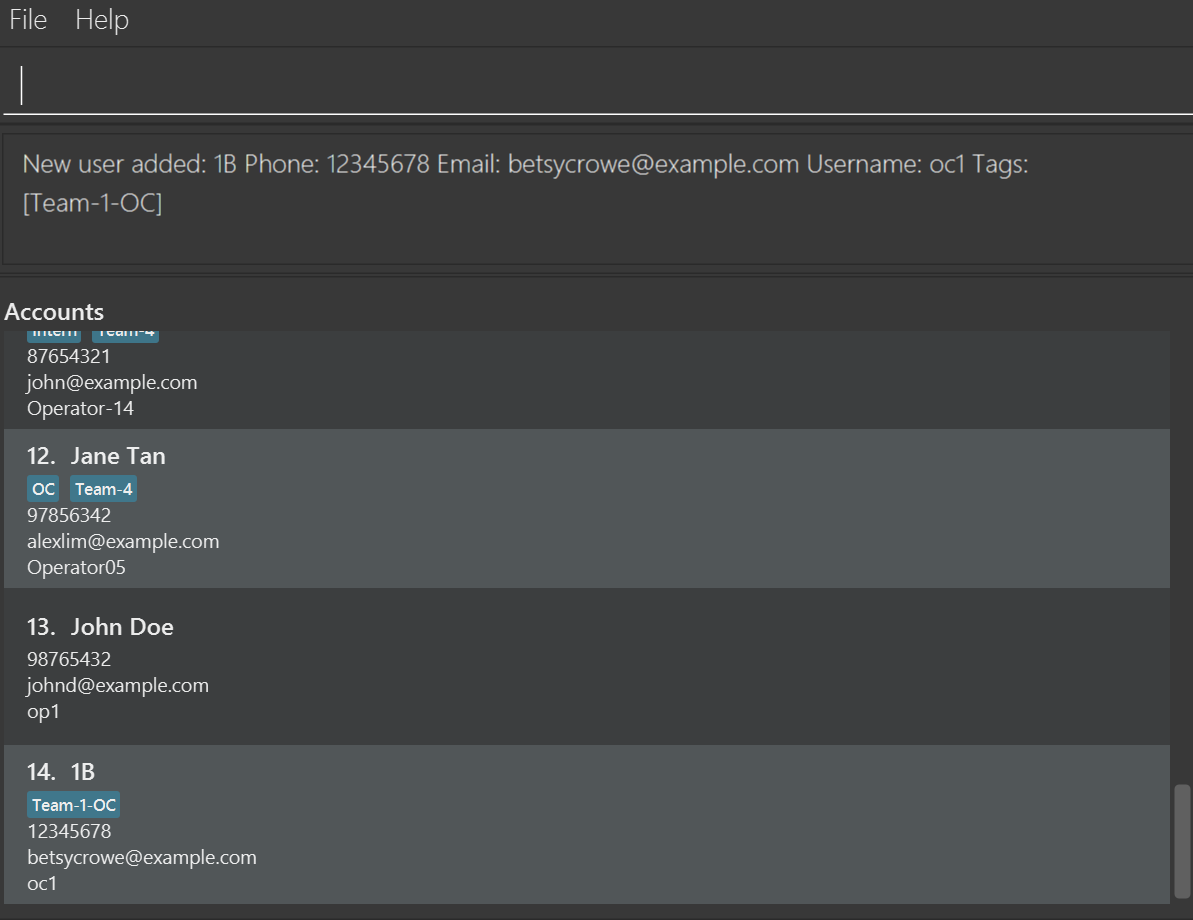 File Help
New user added: 1B Phone: 12345678 Email: betsycrowe@example.com Username: oc1 Tags:
[Team-1-OC]
Accounts
Intern Team-4
87654321
john@example.com
Operator-14
12. Jane Tan
OC Team-4
97856342
alexlim@example.com
Operator05
13. John Doe
98765432
johnd@example.com
op1
14. 1B
Team-1-OC
12345678
betsycrowe@example.com
oc1